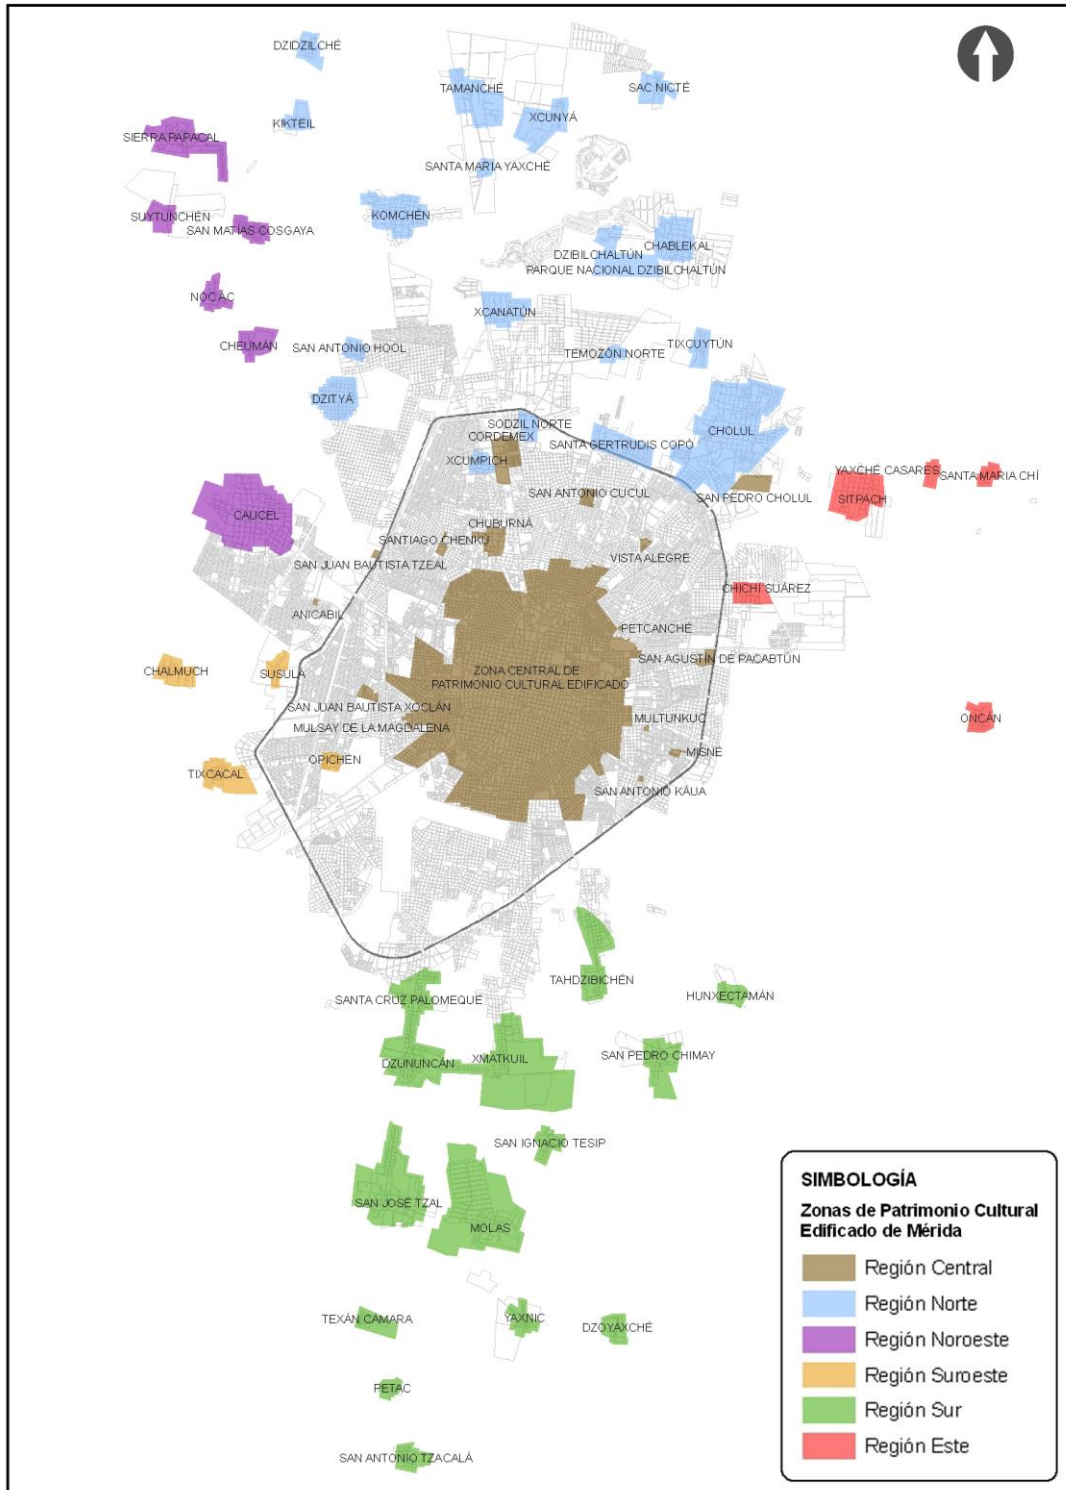 DZIDZILCHÉ
TAMANCHÉ
SAC NICTÉ
KIKTEIL
XCUNYÁ
SIERRA PAPACAL
SANTA MARIA YAXCHÉ
SUYTUNCHÉN
KOMCHÉN
SAN MATÍAS COSGAYA
CHABLEKAL
DZIBILCHALTÚN
PARQUE NACIONAL DZIBILCHALTÚN
NOCÁC
XCANATÚN
CHEUMÁN
SAN ANTONIO HOOL
TEMOZÓN NORTE
TIXCUYTÚN
DZITYÁ
SODZIL NORTE
CORDEMEX
CHOLUL
SANTA GERTRUDIS COPÓ
XCUMPICH
YAXCHÉ CASARES
SANTA MARIA CHÍ
SAN ANTONIO CUCUL
SAN PEDRO CHOLUL
SITPACH
CAUCEL
CHUBURNÁ
SANTIAGO CHENKÚ
VISTA ALEGRE
SAN JUAN BAUTISTA TZEAL
CHICHÍ SUÁREZ
ANICABIL
PETCANCHÉ
SAN AGUSTÍN DE PACABTÚN
CHALMUCH
SUSULÁ
ZONA CENTRAL DE
PATRIMONIO CULTURAL EDIFICADO
SAN JUAN BAUTISTA XOCLÁN
MULTUNKUC
ONCÁN
MULSAY DE LA MAGDALENA
MISNÉ
OPICHÉN
TIXCACAL
SAN ANTONIO KAUA
TAHDZIBICHÉN
SANTA CRUZ PALOMEQUE
HUNXECTAMÁN
DZUNUNCÁN
XMATKUIL
SAN PEDRO CHIMAY
SAN IGNACIO TESIP
SAN JOSÉ TZAL
MOLAS
TEXÁN CÁMARA
YAXNIC
DZOYAXCHÉ
PETAC
SAN ANTONIO TZACALÁ
SIMBOLOGÍA
Zonas de Patrimonio Cultural
Edificado de Mérida
Región Central
Región Norte
Región Noroeste
Región Suroeste
Región Sur
Región Este